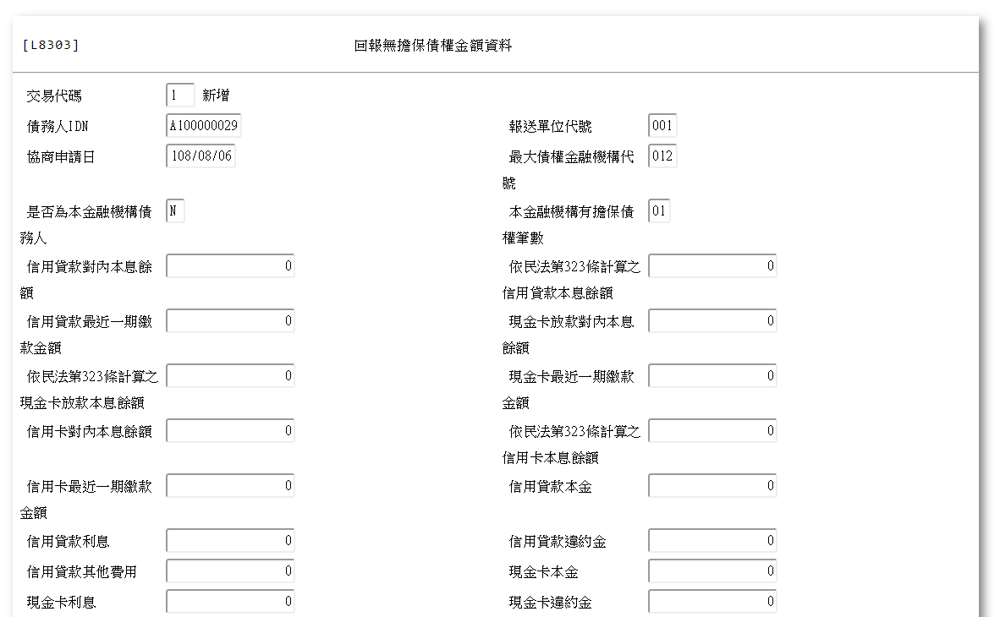 [L8303] 回報無擔保債權金額資料
交易代碼 1 新增
債務人IDN A100000029 報送單位代號 001
協商申請日 108/08/06 最大債權金融機構代 012
號
是否為本金融機構債 N 本金融機構有擔保債 01
務人 權筆數
信用貸款對內本息餘 0 依民法第323條計算之 0
額 信用貸款本息餘額
信用貸款最近一期繳 0 現金卡放款對內本息 0
款金額 餘額
依民法第323條計算之 0 現金卡最近一期繳款 0
現金卡放款本息餘額 金額
信用卡對內本息餘額 0 依民法第323條計算之 0
信用卡本息餘額
信用卡最近一期繳款 0 信用貸款本金 0
金額
信用貸款利息 0 信用貸款違約金 0
信用貸款其他費用 0 現金卡本金 0
現金卡利息 0 現金卡違約金 0